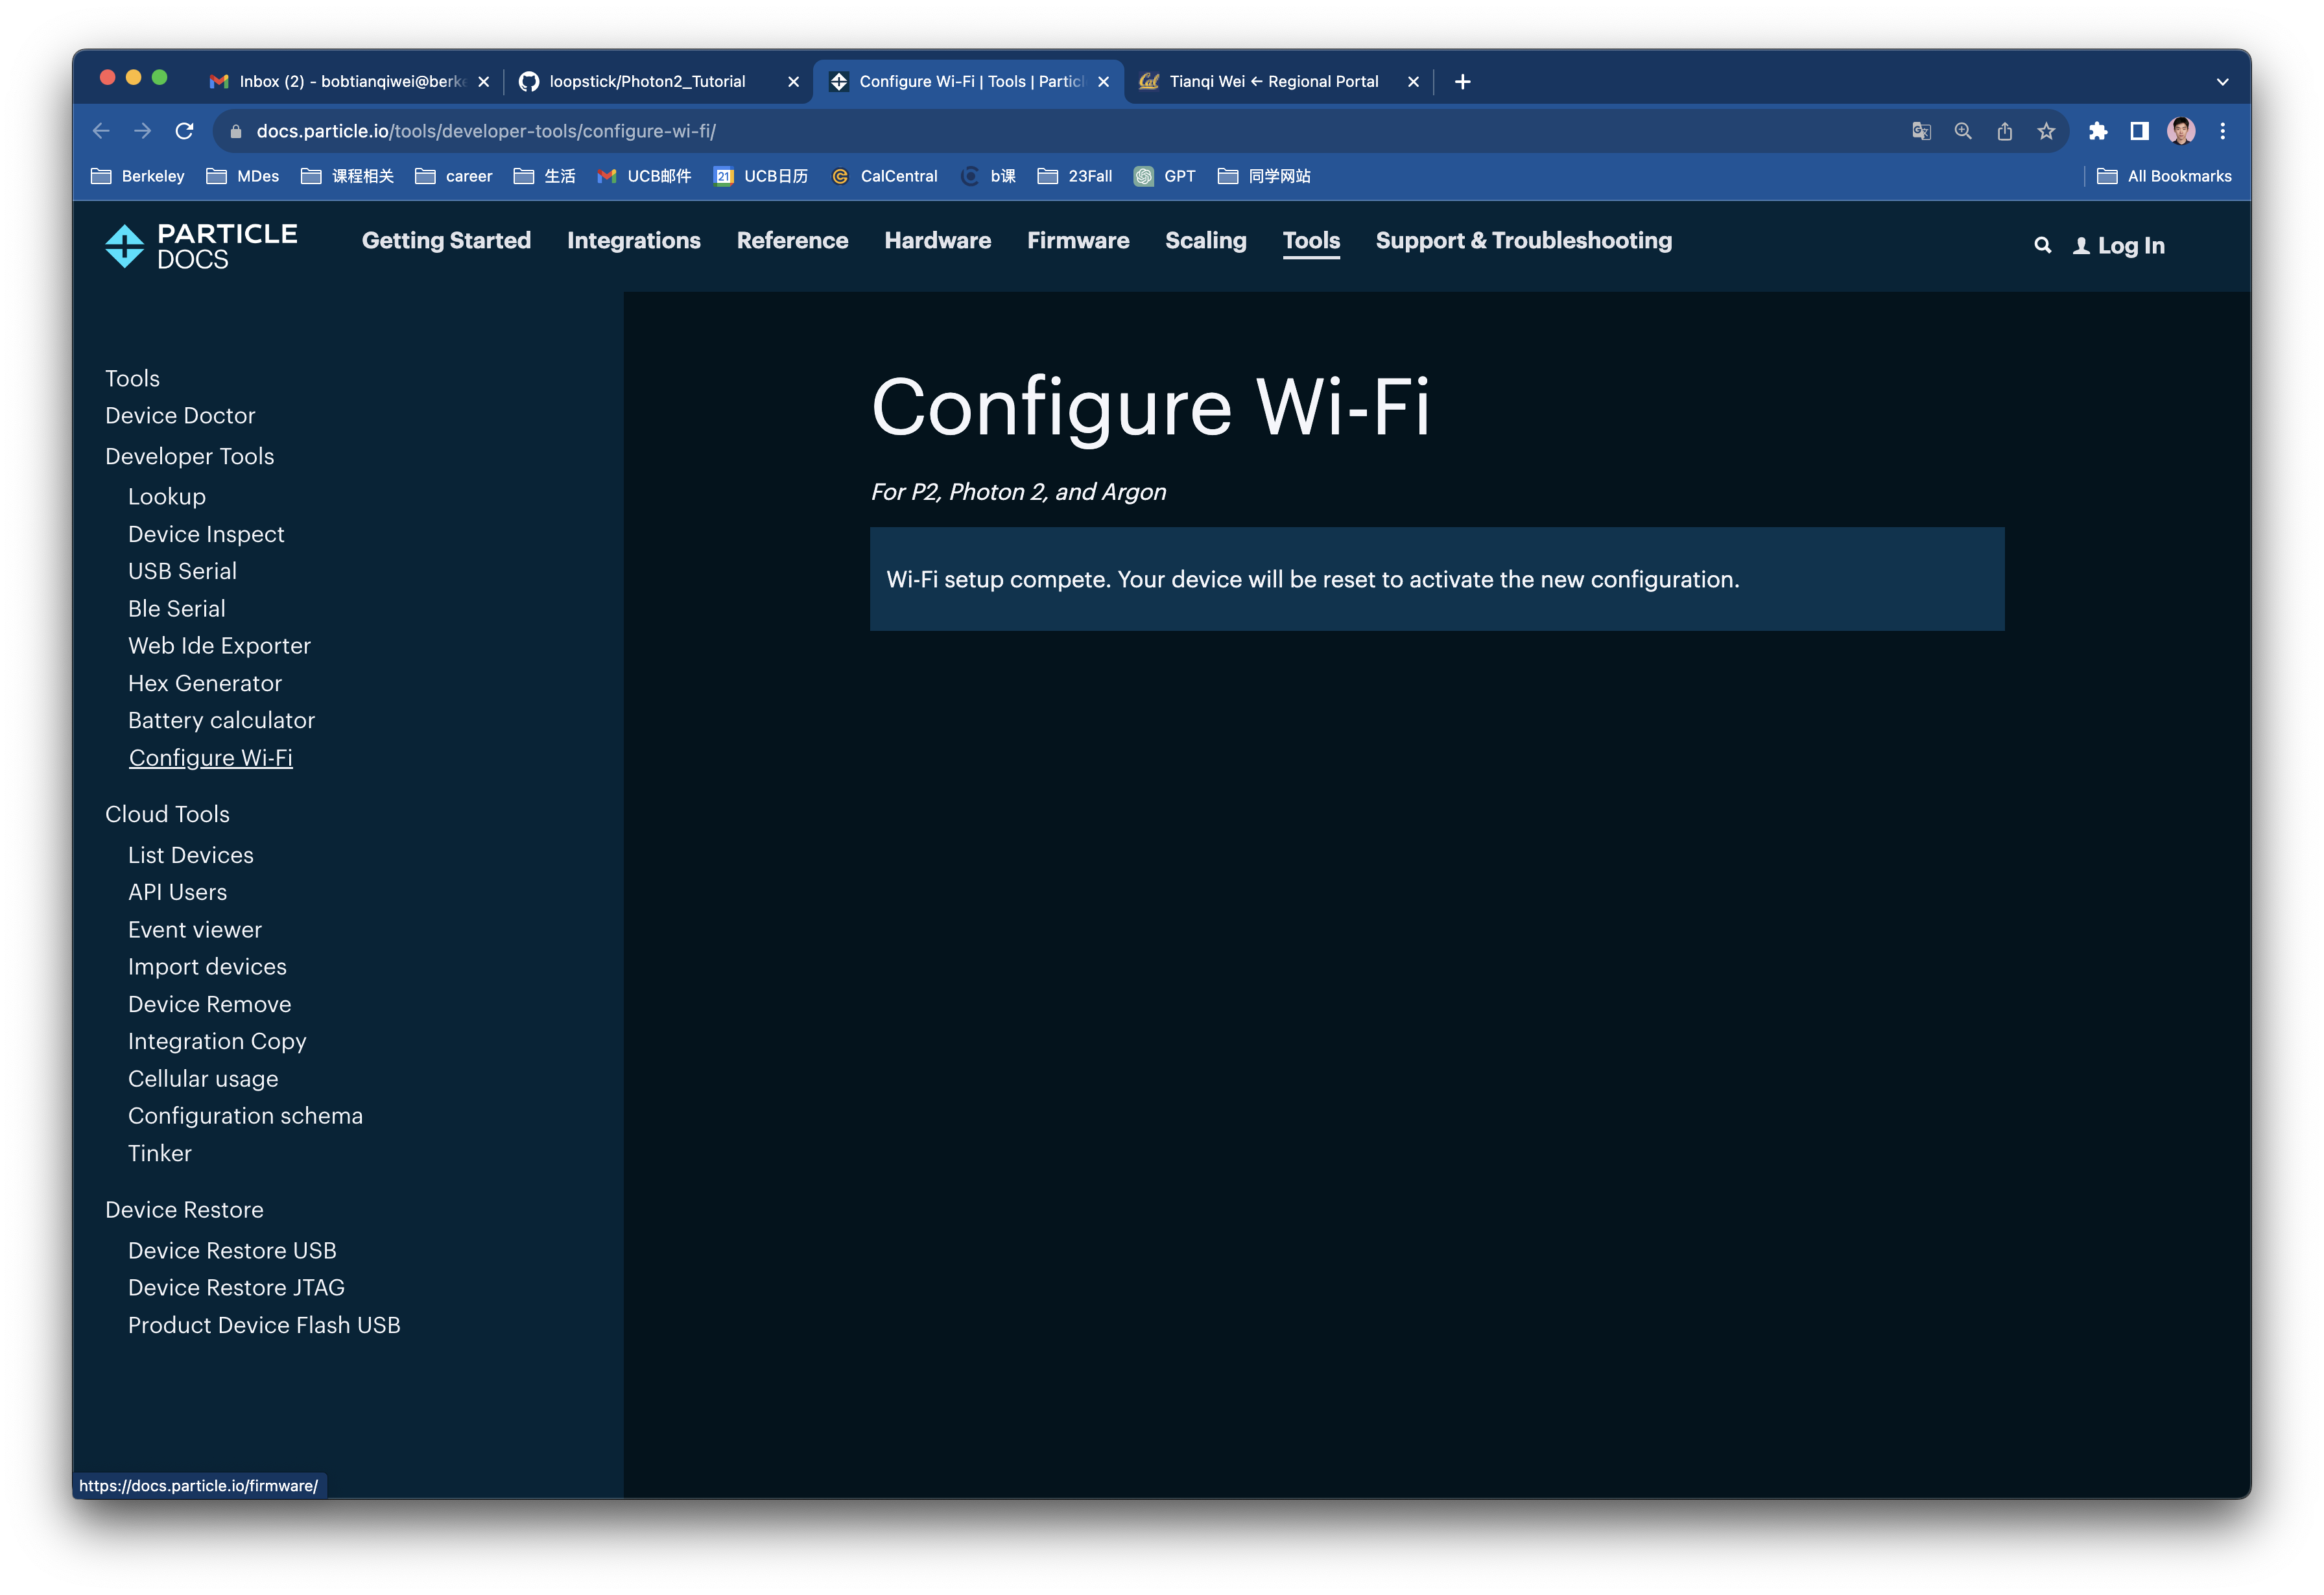 Inbox (2) - bobtianqiwei@berke
loopstick/Photon2_Tutorial
Configure Wi-Fi | Tools | Particl
Cal
Tianqi Wei ← Regional Portal
docs.particle.io/tools/developer-tools/configure-wi-fi/
Berkeley
MDes
课程相关
career
生活
UCB邮件
21
UCB日历
CalCentral
b课
23Fall
GPT
同学网站
All Bookmarks
PARTICLE
DOCS
Getting Started
Integrations
Reference
Hardware
Firmware
Scaling
Tools
Support & Troubleshooting
Log In
Tools
Device Doctor
Developer Tools
Lookup
Device Inspect
USB Serial
Ble Serial
Web Ide Exporter
Hex Generator
Battery calculator
Configure Wi-Fi
Cloud Tools
List Devices
API Users
Event viewer
Import devices
Device Remove
Integration Copy
Cellular usage
Configuration schema
Tinker
Device Restore
Device Restore USB
Device Restore JTAG
Product Device Flash USB
Configure Wi-Fi
For P2, Photon 2, and Argon
Wi-Fi setup compete. Your device will be reset to activate the new configuration.
https://docs.particle.io/firmware/